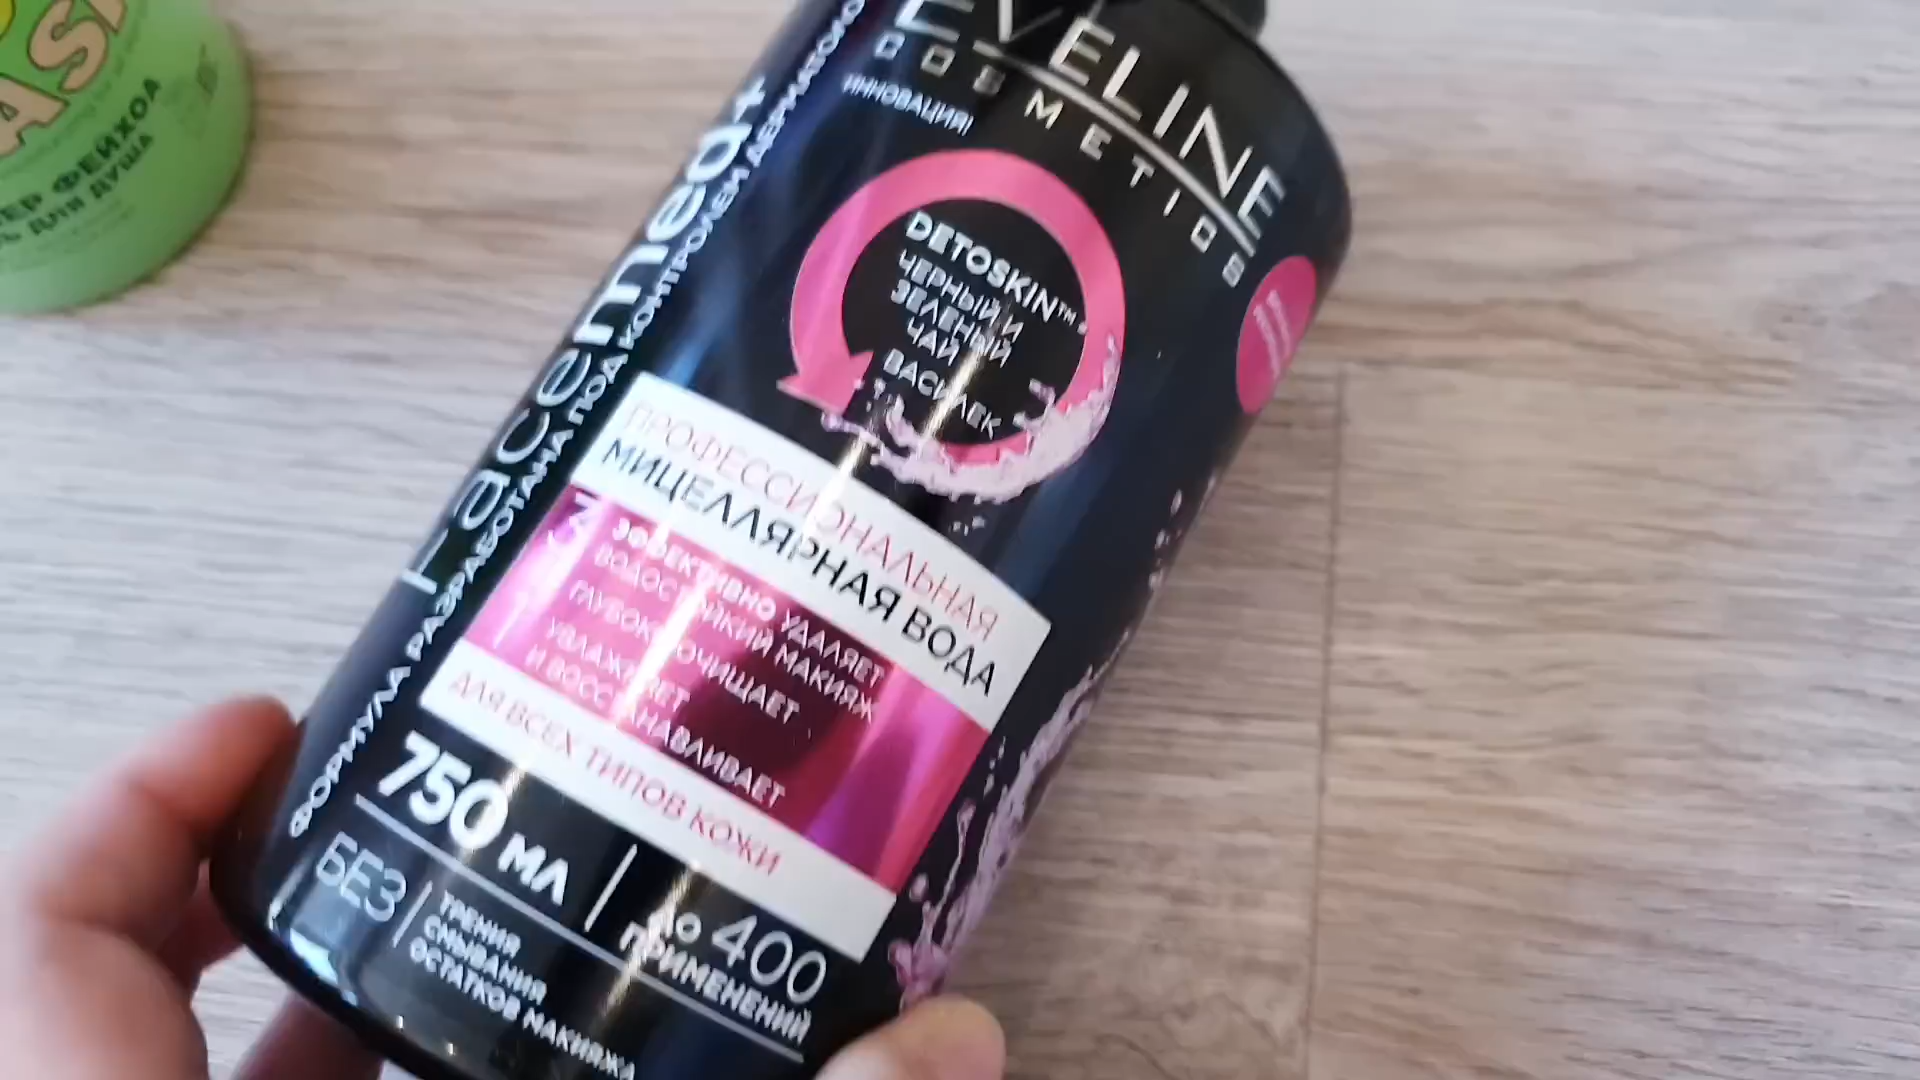 EVELINE
COSMETICS
ИННОВАЦИЯ!
DETOSKIN™
ЧЕРНЫЙ И
ЗЕЛЕНЫЙ
ЧАЙ
ВАСИЛЕК
Facemed+
ФОРМУЛА РАЗРАБОТАНА ПОД КОНТРОЛЕМ
ПРОФЕССИОНАЛЬНАЯ
МИЦЕЛЛЯРНАЯ ВОДА
3 В 1
ЭФФЕКТИВНО УДАЛЯЕТ
ВОДОСТОЙКИЙ МАКИЯЖ
ГЛУБОКО ОЧИЩАЕТ
УВЛАЖНЯЕТ
И ВОССТАНАВЛИВАЕТ
ДЛЯ ВСЕХ ТИПОВ КОЖИ
750 МЛ
ДО 400
ПРИМЕНЕНИЙ
БЕЗ
ТРЕНИЯ
СМЫВАНИЯ
ОСТАТКОВ МАКИЯЖА
ФЕЙХОА
ДЛЯ ДУША